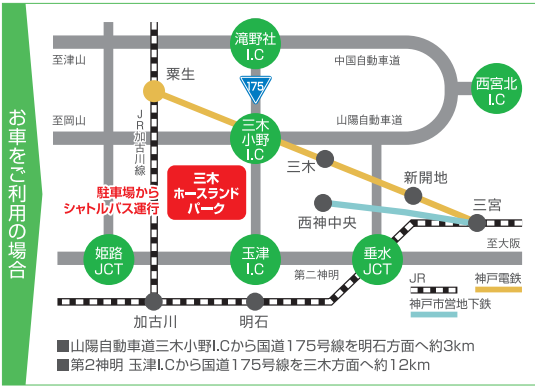 お車をご利用の場合
至津山
滝野社
I.C
中国自動車道
粟生
175
西宮北
I.C
至岡山
JR加古川線
三木
小野
I.C
山陽自動車道
三木
新開地
三宮
駐車場から
シャトルバス運行
三木
ホースランド
パーク
西神中央
至大阪
姫路
JCT
玉津
I.C
第二神明
垂水
JCT
JR
神戸電鉄
神戸市営地下鉄
加古川
明石
■山陽自動車道三木小野I.Cから国道175号線を明石方面へ約3km
■第2神明 玉津I.Cから国道175号線を三木方面へ約12km